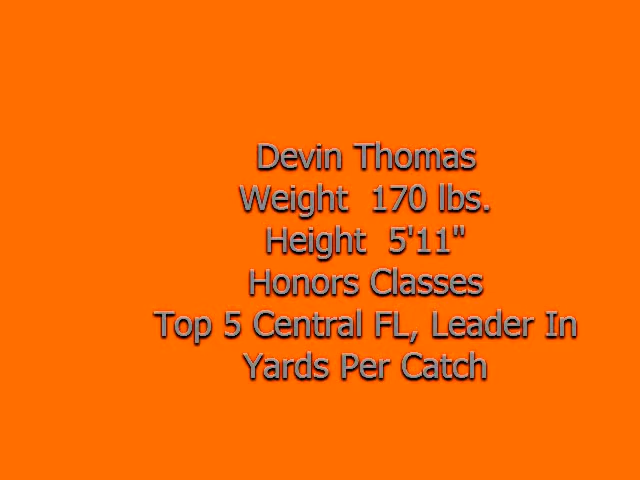 Devin Thomas
Weight  170 lbs.
Height  5'11"
Honors Classes
Top 5 Central FL, Leader In
Yards Per Catch